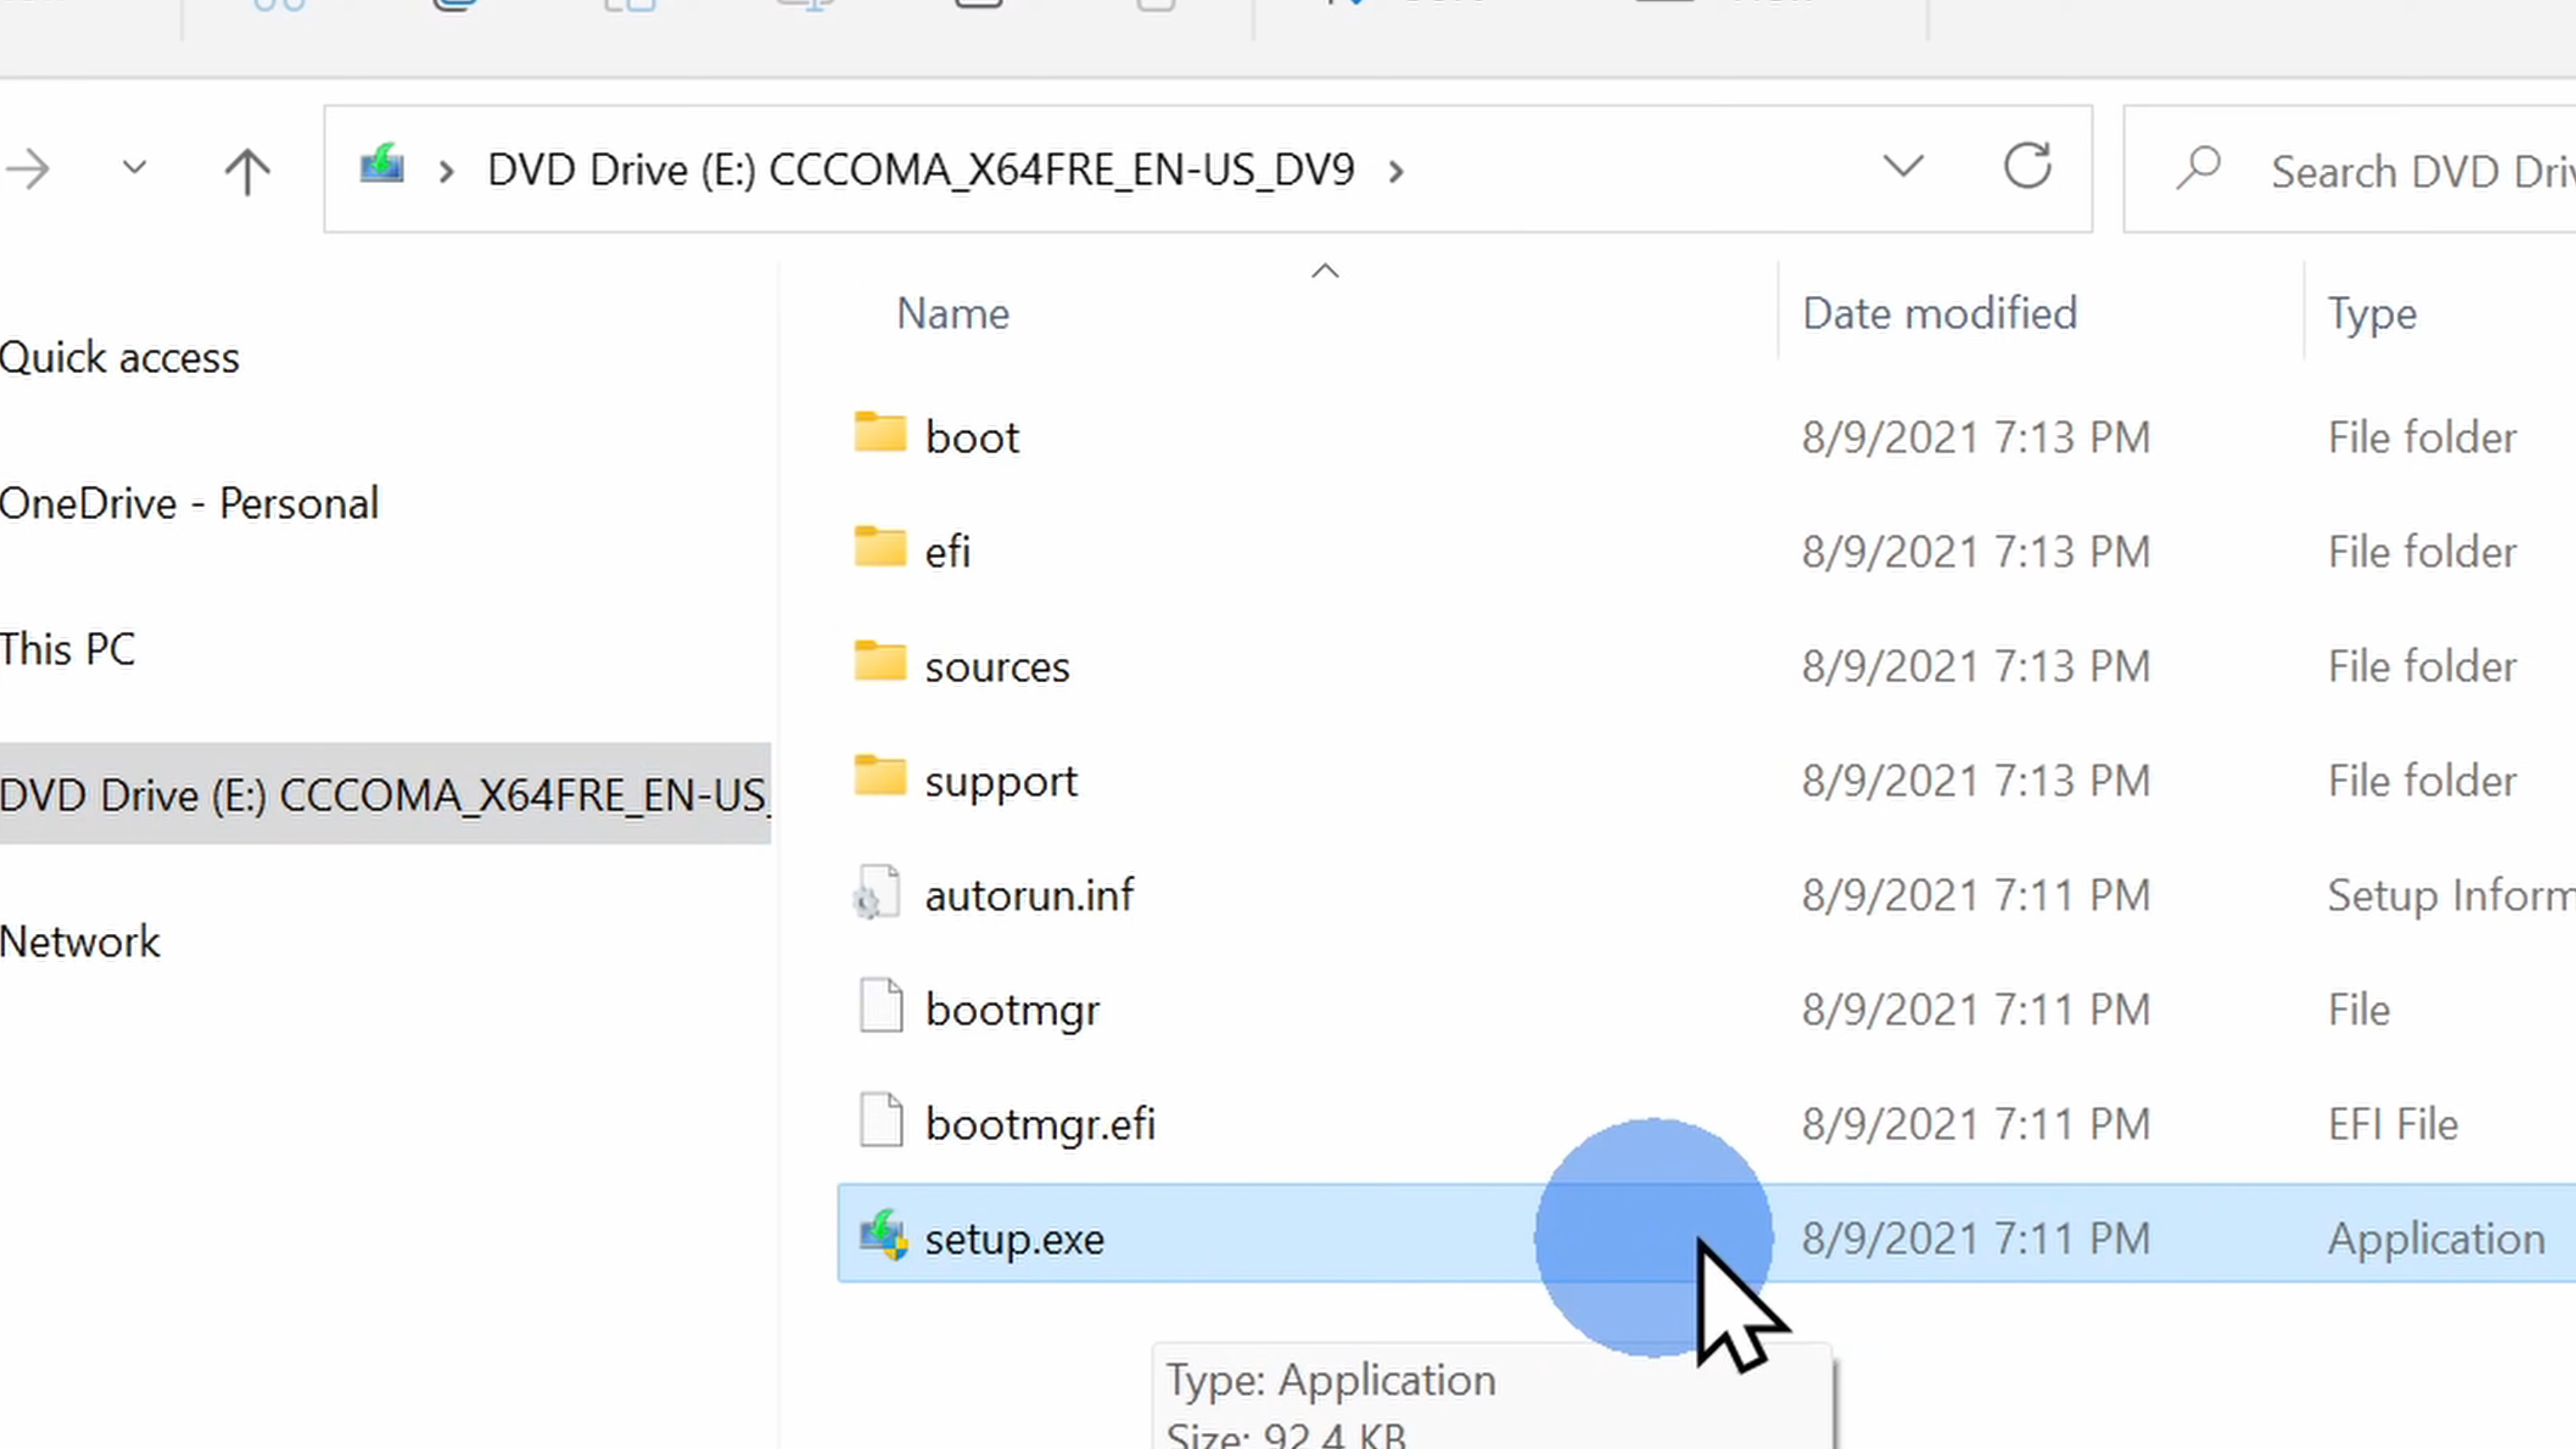 DVD Drive (E:) CCCOMA_X64FRE_EN-US_DV9
Search DVD Driv
Name Date modified Type
Quick access
OneDrive - Personal
This PC
DVD Drive (E:) CCCOMA_X64FRE_EN-US_
Network
boot 8/9/2021 7:13 PM File folder
efi 8/9/2021 7:13 PM File folder
sources 8/9/2021 7:13 PM File folder
support 8/9/2021 7:13 PM File folder
autorun.inf 8/9/2021 7:11 PM Setup Inform
bootmgr 8/9/2021 7:11 PM File
bootmgr.efi 8/9/2021 7:11 PM EFI File
setup.exe 8/9/2021 7:11 PM Application
Type: Application
Size: 92.4 KB